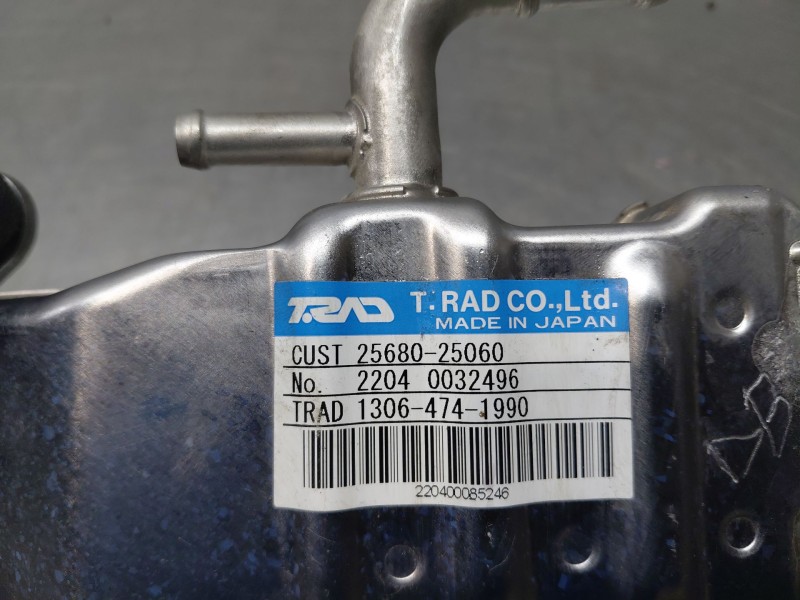 TRAD T.RAD CO.,Ltd.
MADE IN JAPAN
CUST 25680-25060
No. 2204 0032496
TRAD 1306-474-1990
220400085246